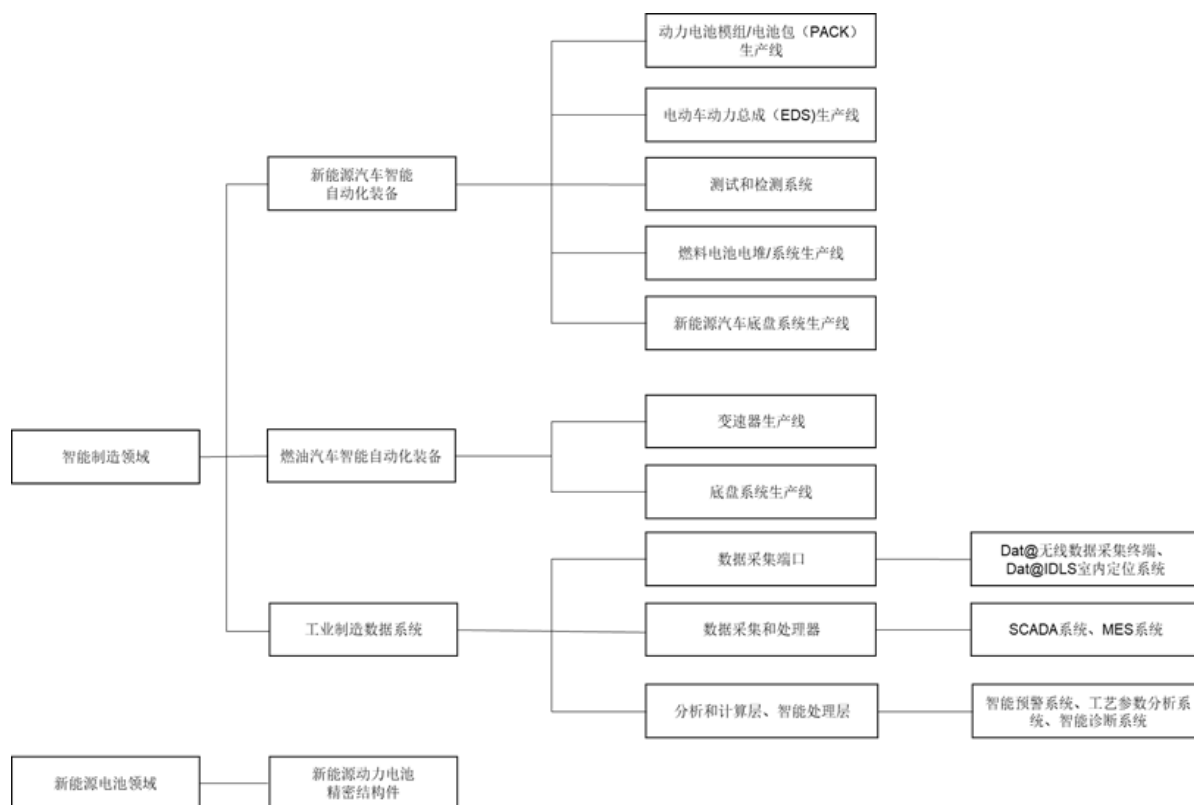 动力电池模组/电池包（PACK）
生产线
电动车动力总成（EDS)生产线
新能源汽车智能
自动化装备
测试和检测系统
燃料电池电堆/系统生产线
新能源汽车底盘系统生产线
智能制造领域
燃油汽车智能自动化装备
变速器生产线
底盘系统生产线
工业制造数据系统
数据采集端口
Dat@无线数据采集终端、
Dat@IDLS室内定位系统
数据采集和处理器
SCADA系统、MES系统
分析和计算层、智能处理层
智能预警系统、工艺参数分析系
统、智能诊断系统
新能源电池领域
新能源动力电池
精密结构件